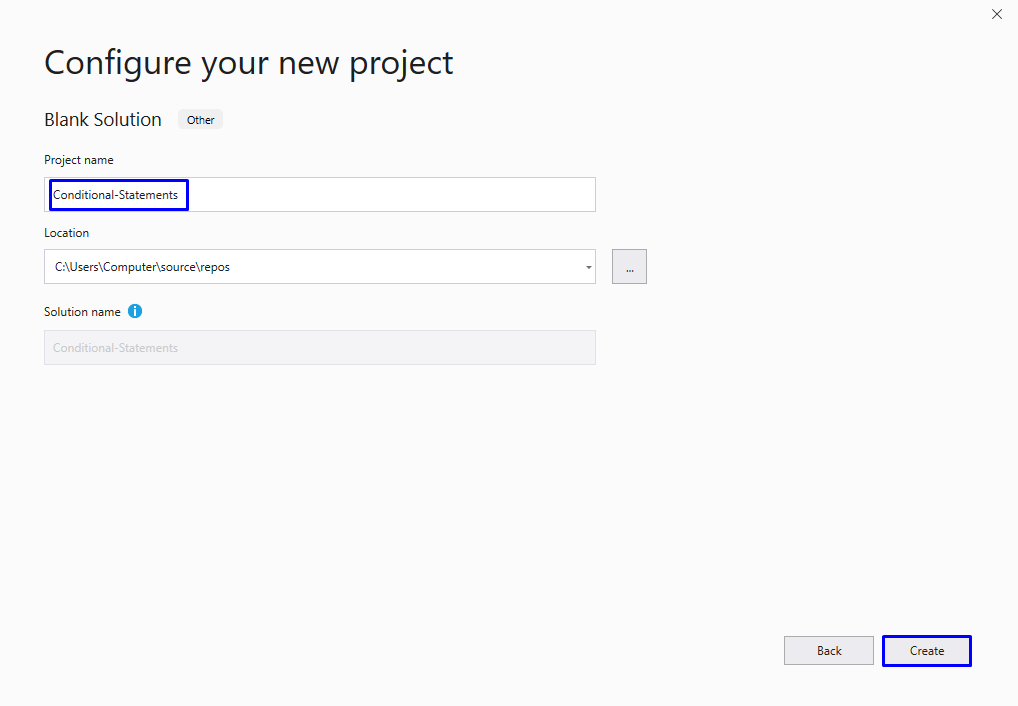 Configure your new project
Blank Solution Other
Project name
Conditional-Statements
Location
C:\Users\Computer\source\repos
...
Solution name
Conditional-Statements
Back Create